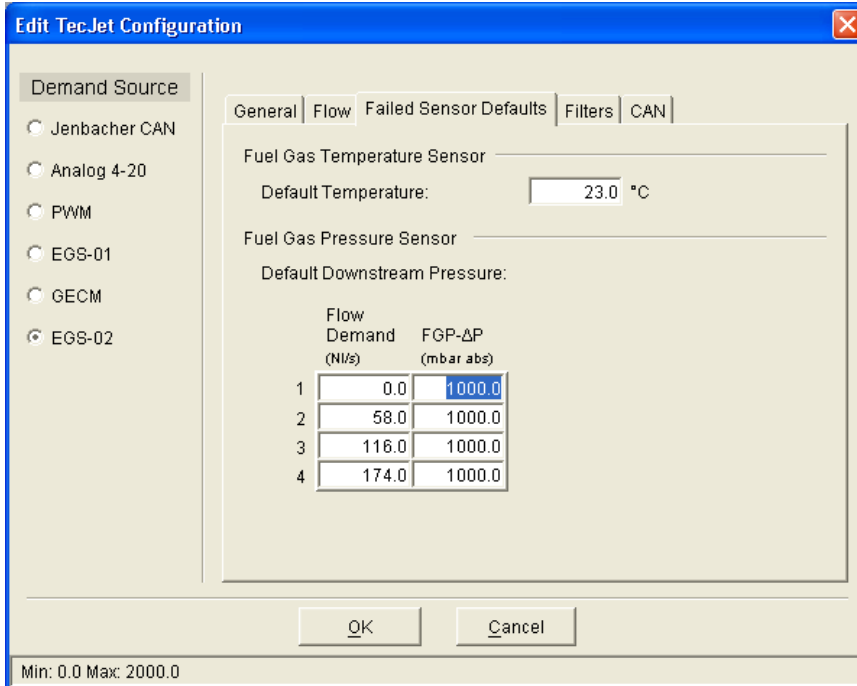 Edit TecJet Configuration
Demand Source
Jenbacher CAN
Analog 4-20
PWM
EGS-01
GECM
EGS-02
General Flow Failed Sensor Defaults Filters CAN
Fuel Gas Temperature Sensor
Default Temperature: 23.0 °C
Fuel Gas Pressure Sensor
Default Downstream Pressure:
Flow
Demand FGP-ΔP
(Nl/s) (mbar abs)
1 0.0 1000.0
2 58.0 1000.0
3 116.0 1000.0
4 174.0 1000.0
OK Cancel
Min: 0.0 Max: 2000.0